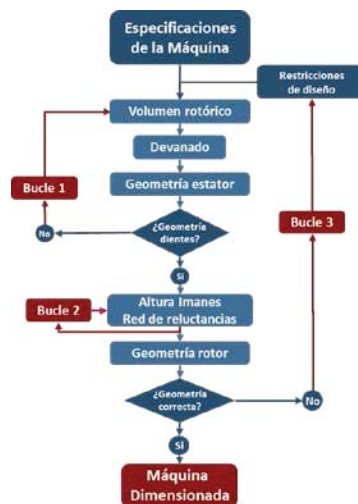 Especificaciones
de la Máquina
Restricciones
de diseño
Volumen rotórico
Devanado
Bucle 1
Geometría estator
Bucle 3
No
¿Geometría
dientes?
Si
Altura Imanes
Red de reluctancias
Bucle 2
Geometría rotor
¿Geometría
correcta?
No
Si
Máquina
Dimensionada